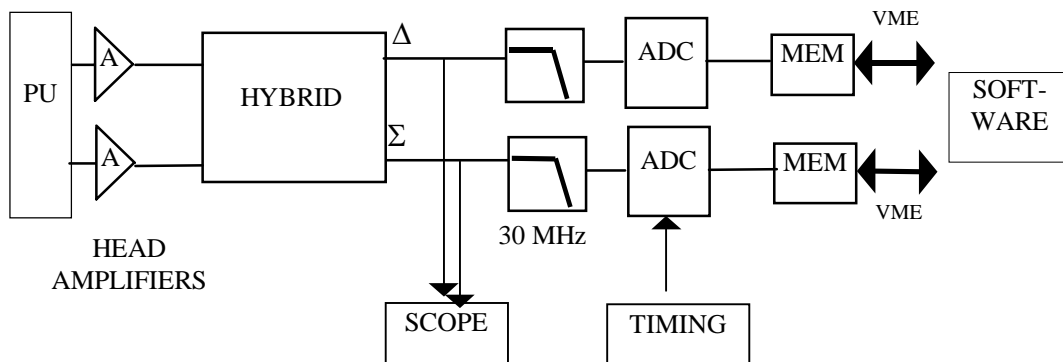 VME
Δ
A
ADC
MEM
PU
HYBRID
SOFT-
WARE
Σ
A
ADC
MEM
VME
30 MHz
HEAD
AMPLIFIERS
SCOPE
TIMING